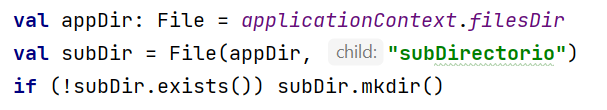 val appDir: File = applicationContext.filesDir
val subDir = File(appDir, child: "subDirectorio")
if (!subDir.exists()) subDir.mkdir()